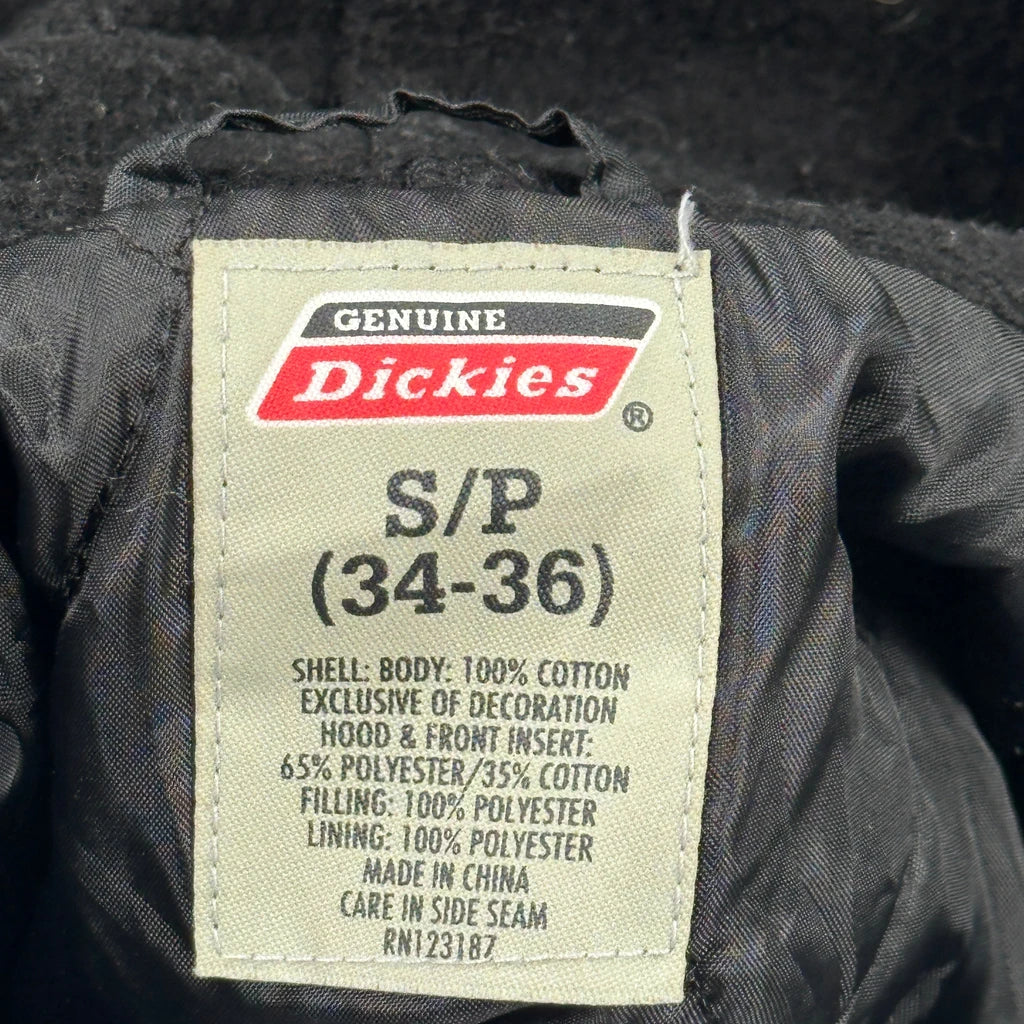 GENUINE
Dickies
®
S/P
(34-36)
SHELL: BODY: 100% COTTON
EXCLUSIVE OF DECORATION
HOOD & FRONT INSERT:
65% POLYESTER/35% COTTON
FILLING: 100% POLYESTER
LINING: 100% POLYESTER
MADE IN CHINA
CARE IN SIDE SEAM
RN123187